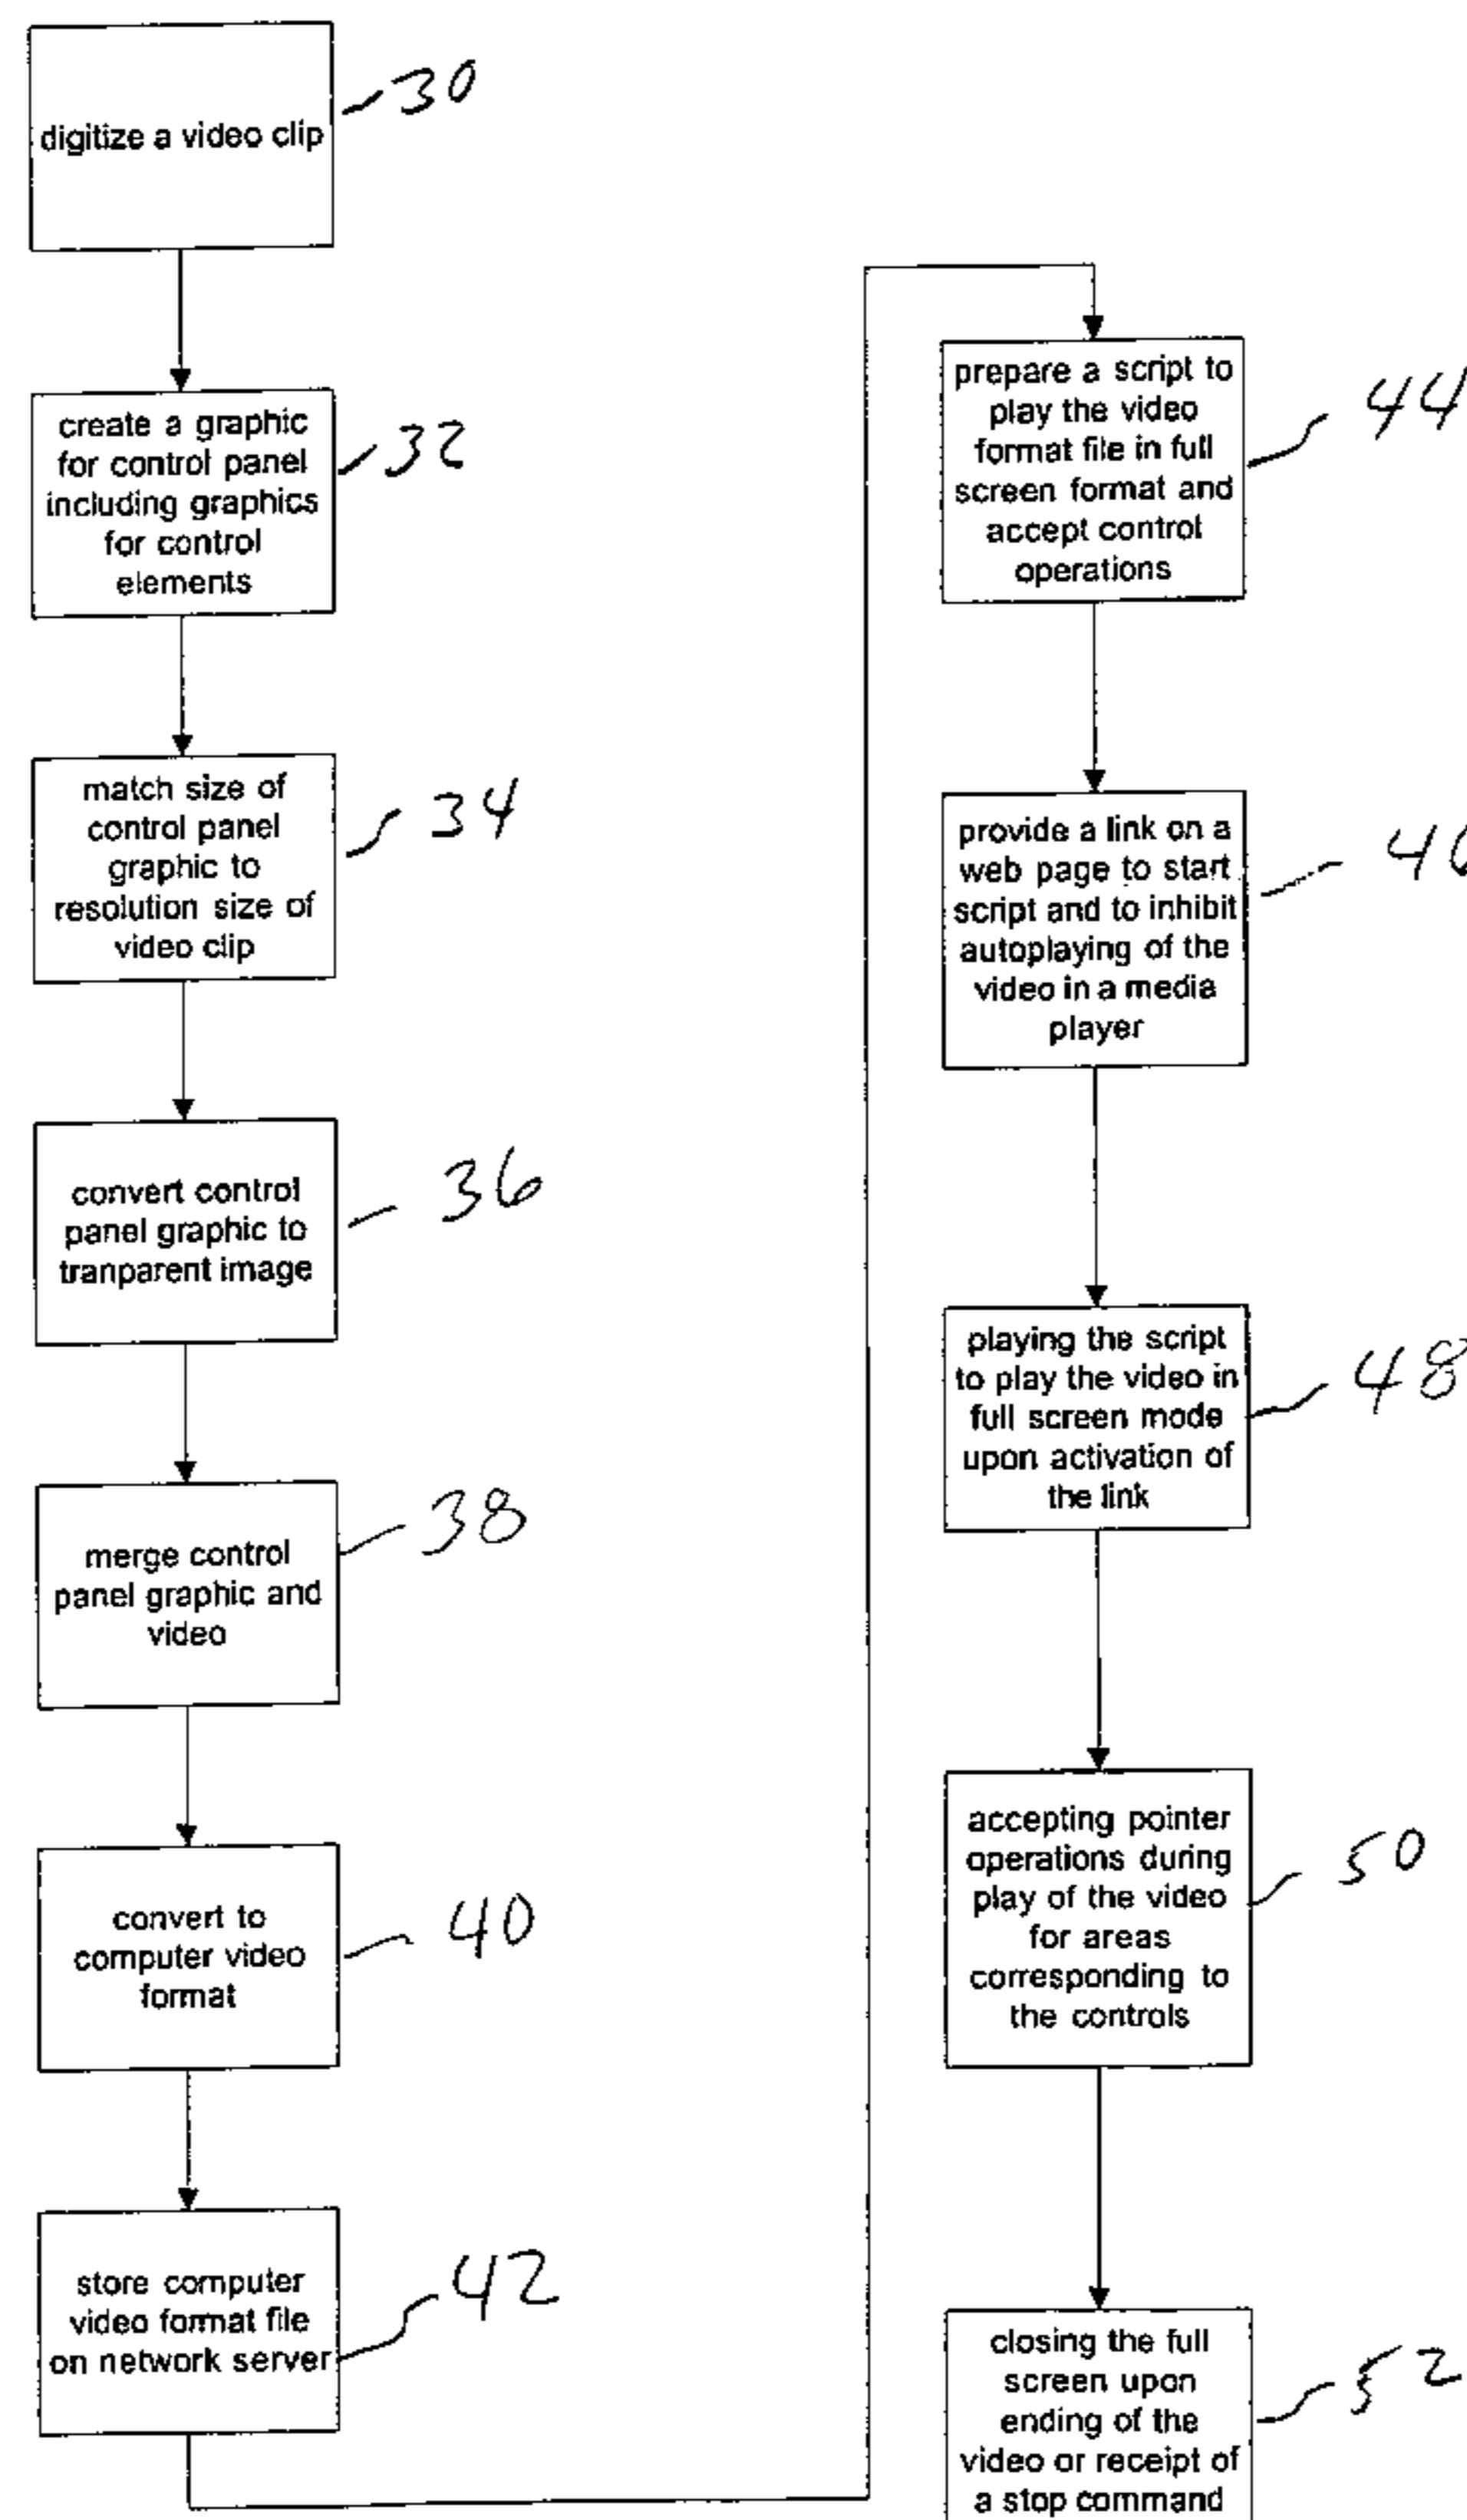 digitize a video clip
30
create a graphic
for control panel
including graphics
for control
elements
32
match size of
control panel
graphic to
resolution size of
video clip
34
convert control
panel graphic to
tranparent image
36
merge control
panel graphic and
video
38
convert to
computer video
format
40
store computer
video format file
on network server
42
prepare a script to
play the video
format file in full
screen format and
accept control
operations
44
provide a link on a
web page to start
script and to inhibit
autoplaying of the
video in a media
player
46
playing the script
to play the video in
full screen mode
upon activation of
the link
48
accepting pointer
operations during
play of the video
for areas
corresponding to
the controls
50
closing the full
screen upon
ending of the
video or receipt of
a stop command
52